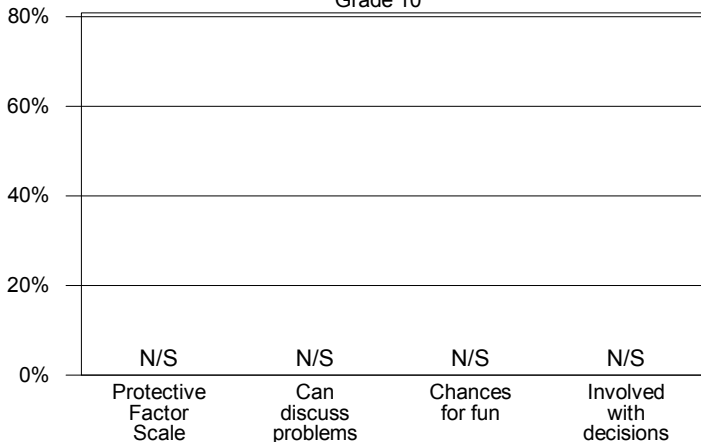 Grade 10
80%
60%
40%
20%
0%
N/S N/S N/S N/S
Protective
Factor
Scale
Can
discuss
problems
Chances
for fun
Involved
with
decisions